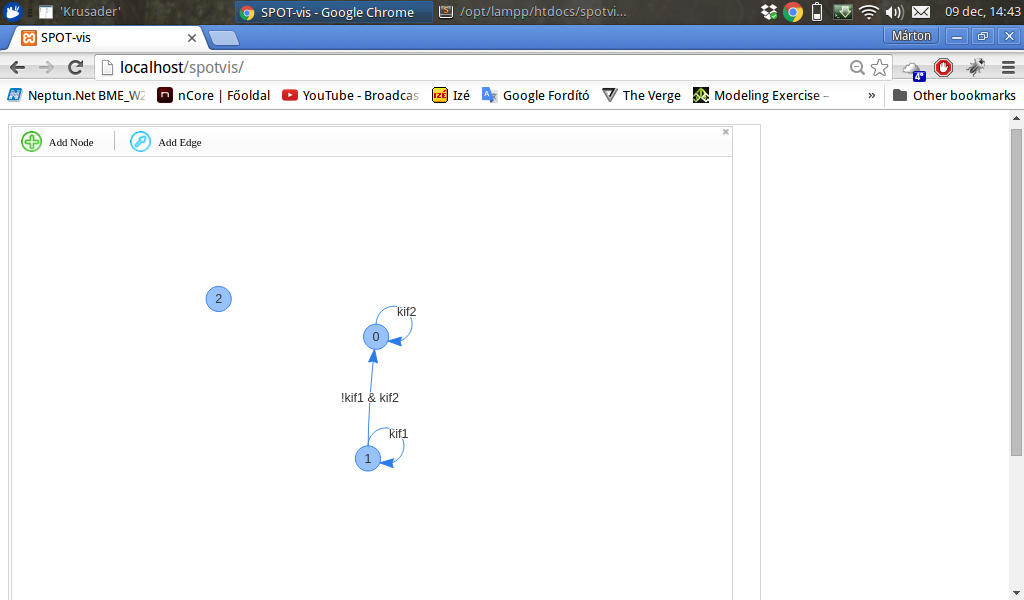 'Krusader'
SPOT-vis - Google Chrome
/opt/lampp/htdocs/spotvi...
09 dec, 14:43
SPOT-vis
Márton
localhost/spotvis/
4*
Neptun.Net BME_W2
nCore | Főoldal
YouTube - Broadcas
IZÉ
Izé
Google Fordító
The Verge
Modeling Exercise –
»
Other bookmarks
Add Node
Add Edge
2
kif2
0
!kif1 & kif2
kif1
1